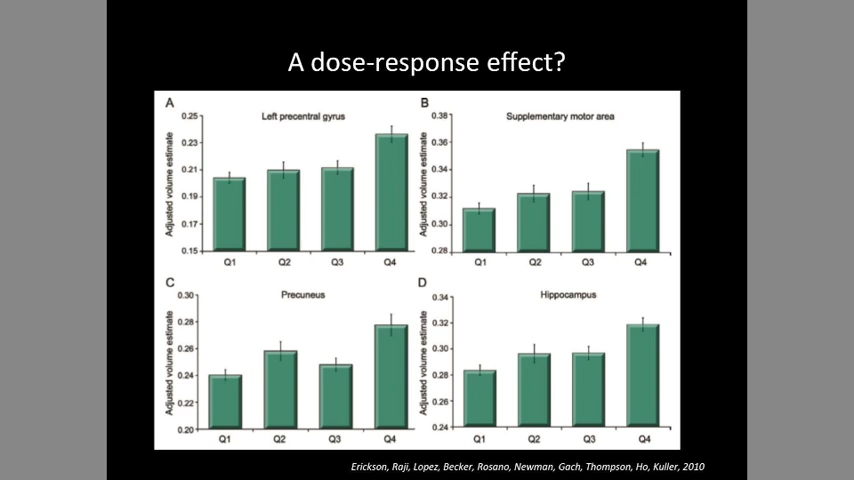 A dose-response effect?
A
Left precentral gyrus
Adjusted volume estimate
0.25
0.23
0.21
0.19
0.17
0.15
Q1 Q2 Q3 Q4
B
Supplementary motor area
Adjusted volume estimate
0.38
0.36
0.34
0.32
0.30
0.28
Q1 Q2 Q3 Q4
C
Precuneus
Adjusted volume estimate
0.30
0.28
0.26
0.24
0.22
0.20
Q1 Q2 Q3 Q4
D
Hippocampus
Adjusted volume estimate
0.34
0.32
0.30
0.28
0.26
0.24
Q1 Q2 Q3 Q4
Erickson, Raji, Lopez, Becker, Rosano, Newman, Gach, Thompson, Ho, Kuller, 2010